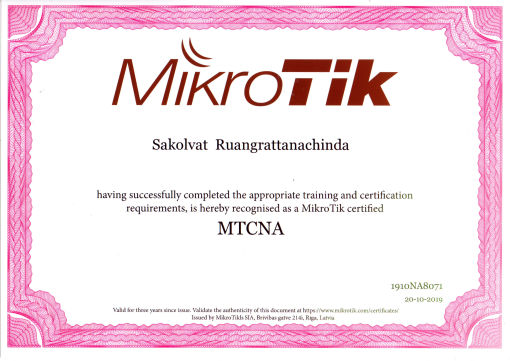 MikroTik
Sakolvat Ruangrattanachinda
having successfully completed the appropriate training and certification
requirements, is hereby recognised as a MikroTik certified
MTCNA
1910NA8071
20-10-2019
Valid for three years since issue. Validate the authenticity of this document at https://www.mikrotik.com/certificates/
Issued by MikroTikls SIA, Brivibas gatve 214i, Riga, Latvia